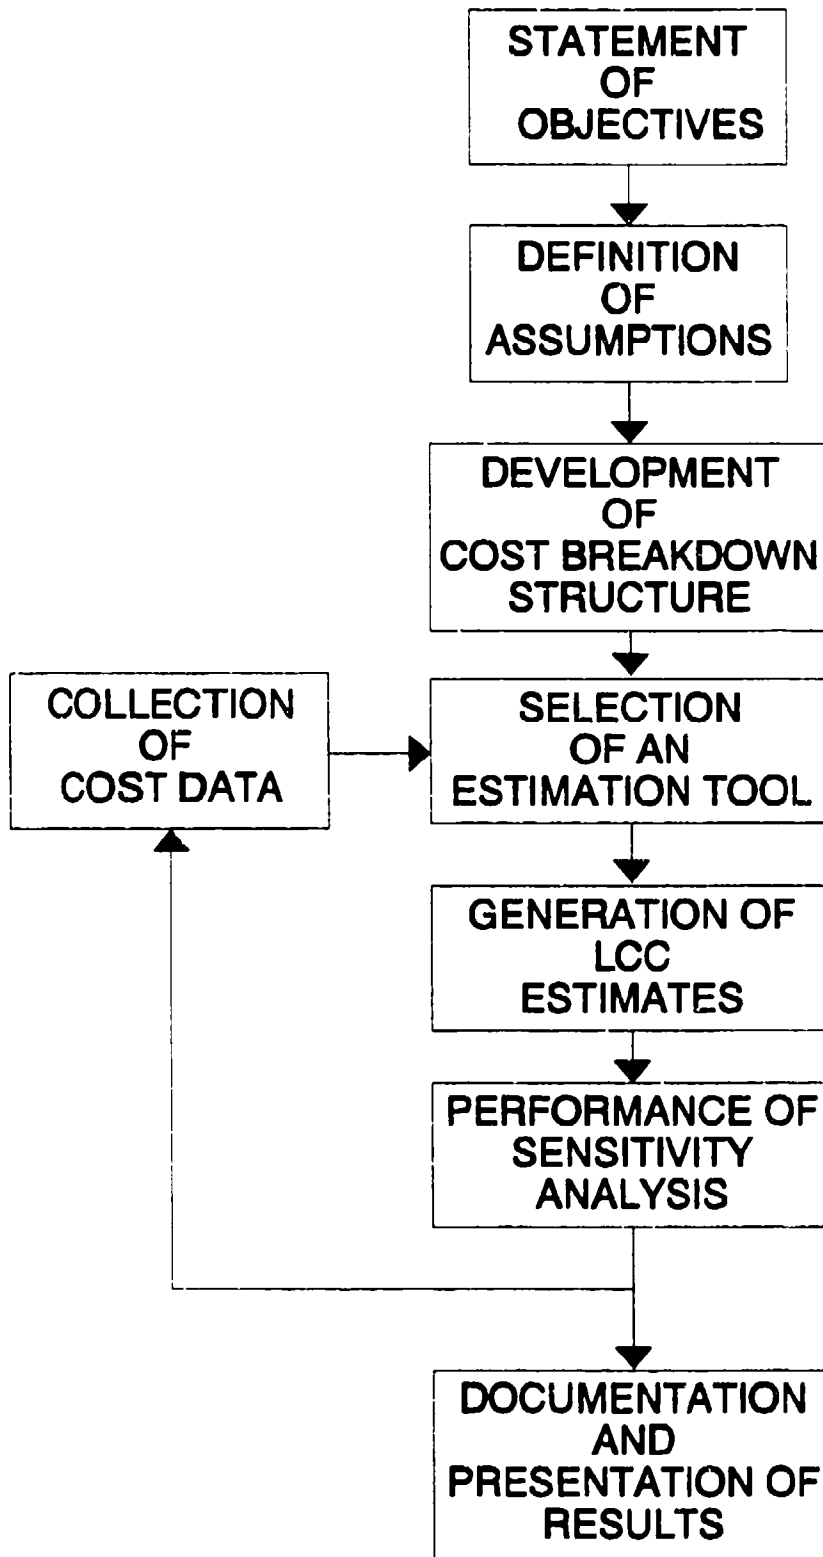 STATEMENT
OF
OBJECTIVES
DEFINITION
OF
ASSUMPTIONS
DEVELOPMENT
OF
COST BREAKDOWN
STRUCTURE
COLLECTION
OF
COST DATA
SELECTION
OF AN
ESTIMATION TOOL
GENERATION OF
LCC
ESTIMATES
PERFORMANCE OF
SENSITIVITY
ANALYSIS
DOCUMENTATION
AND
PRESENTATION OF
RESULTS